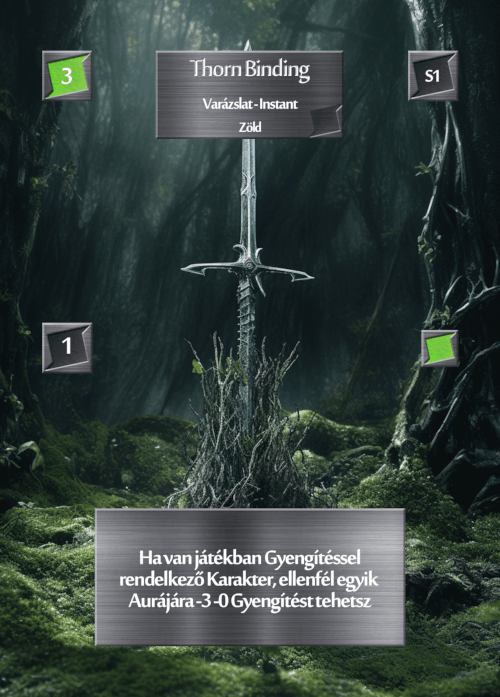 3
Thorn Binding
S1
Varázslat - Instant
Zöld
1
Ha van játékban Gyengítéssel
rendelkező Karakter, ellenfél egyik
Aurájára -3 -0 Gyengítést tehetsz